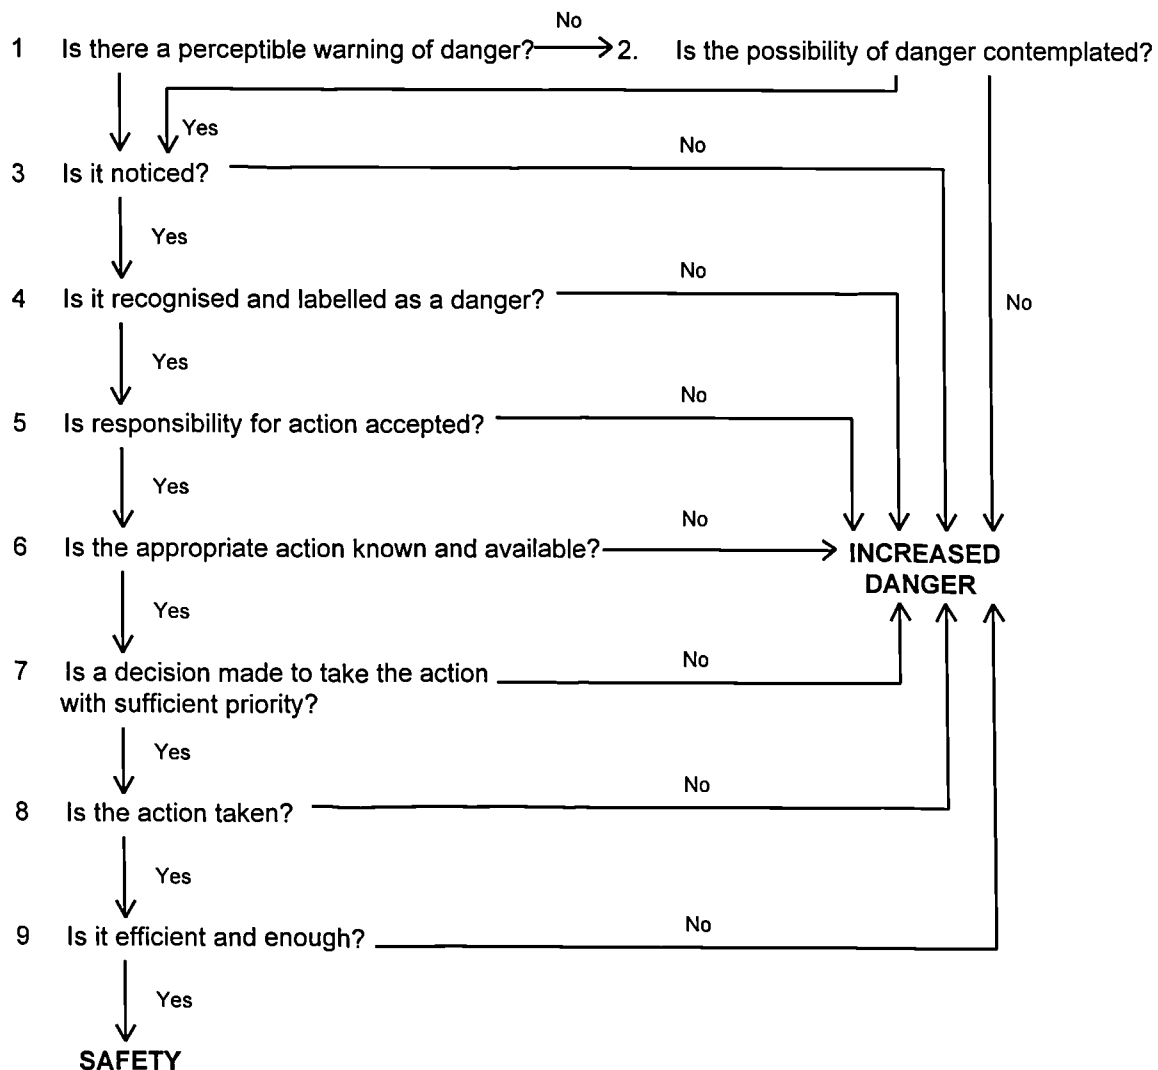 No
1 Is there a perceptible warning of danger? 2. Is the possibility of danger contemplated?
Yes
No
3 Is it noticed?
Yes
No
4 Is it recognised and labelled as a danger?
No
Yes
No
5 Is responsibility for action accepted?
Yes
No
6 Is the appropriate action known and available? INCREASED
DANGER
Yes
No
7 Is a decision made to take the action
with sufficient priority?
Yes
No
8 Is the action taken?
Yes
No
9 Is it efficient and enough?
Yes
SAFETY